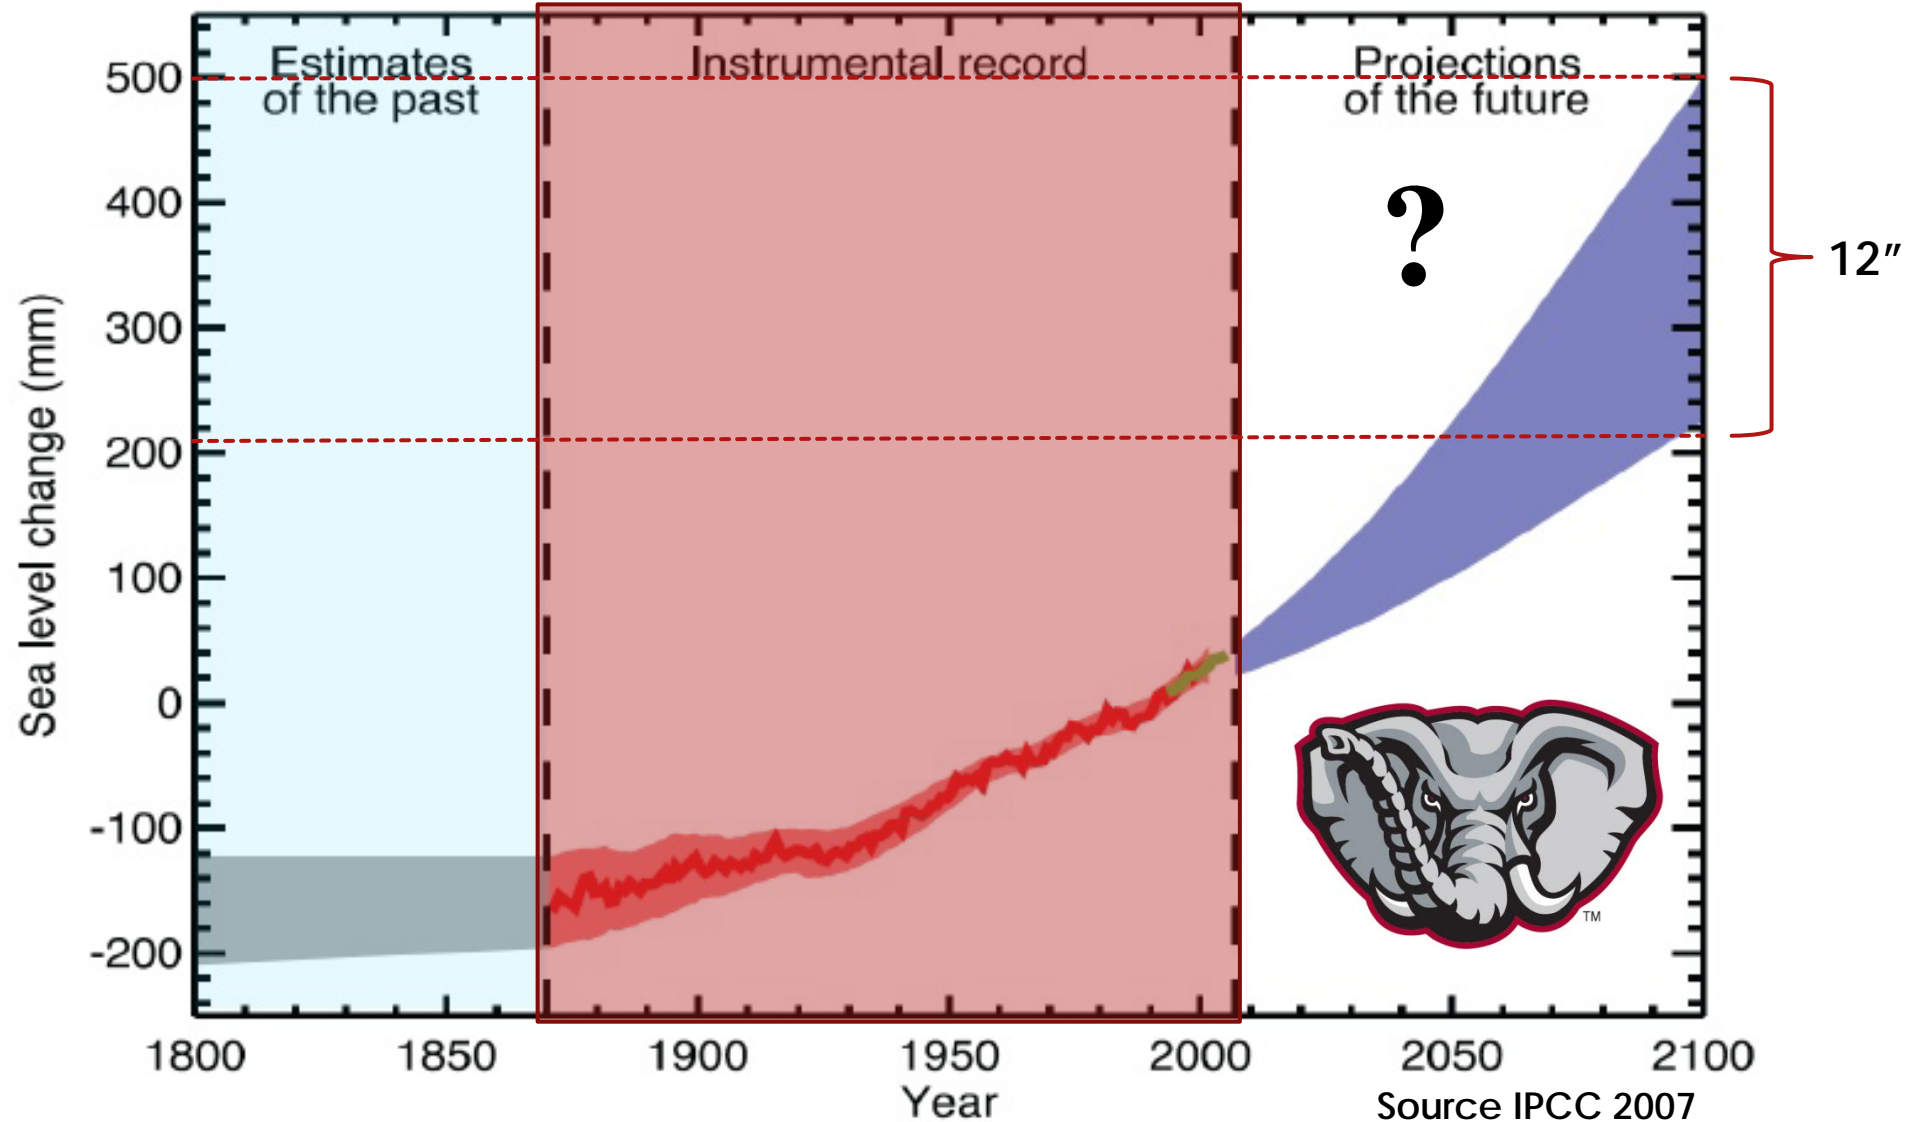 Estimates
of the past
Instrumental record
Projections
of the future
?
12”
500
400
300
200
100
0
-100
-200
Sea level change (mm)
TM
1800 1850 1900 1950 2000 2050 2100
Year
Source IPCC 2007